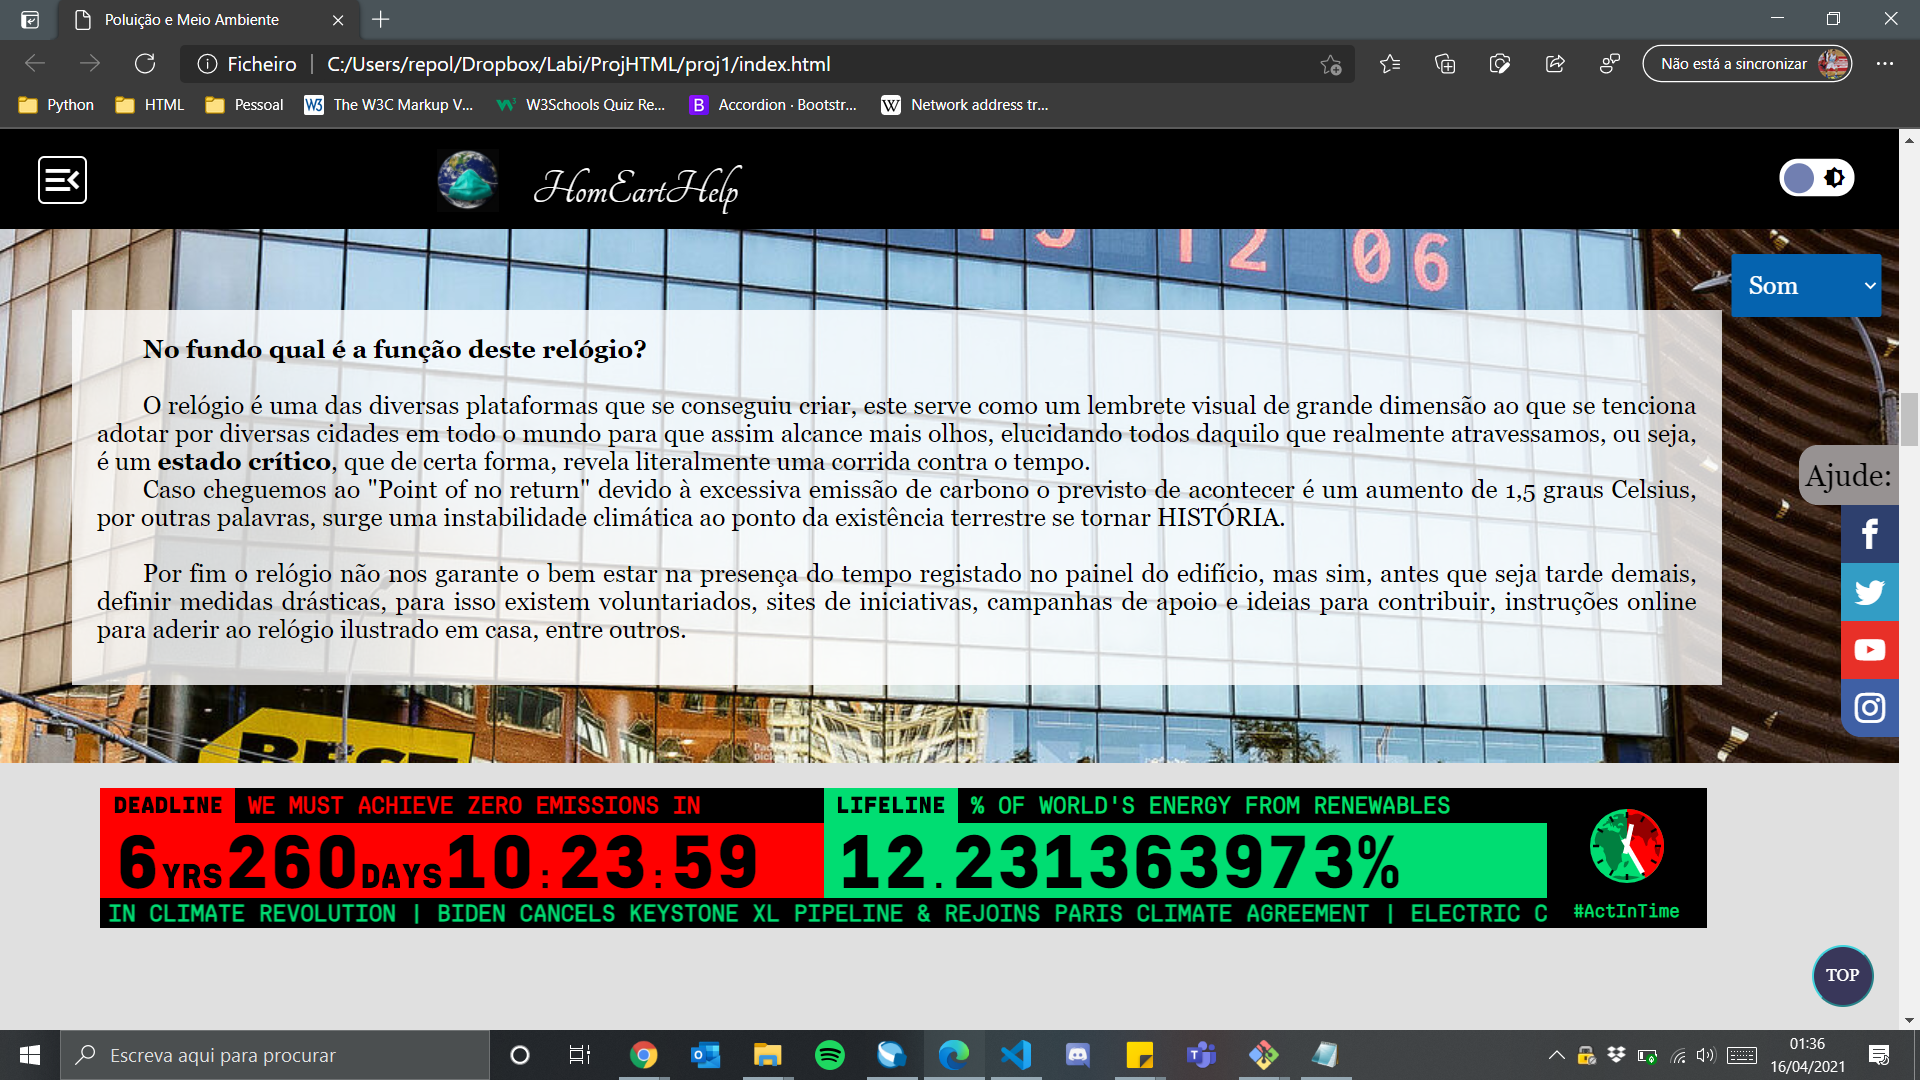 Poluição e Meio Ambiente
Ficheiro
C:/Users/repol/Dropbox/Labi/ProjHTML/proj1/index.html
Não está a sincronizar
Python
HTML
Pessoal
The W3C Markup V...
W3Schools Quiz Re...
Accordion · Bootstr...
Network address tr...
HomEartHelp
12 06
Som
No fundo qual é a função deste relógio?
O relógio é uma das diversas plataformas que se conseguiu criar, este serve como um lembrete visual de grande dimensão ao que se tenciona
adotar por diversas cidades em todo o mundo para que assim alcance mais olhos, elucidando todos daquilo que realmente atravessamos, ou seja,
é um estado crítico, que de certa forma, revela literalmente uma corrida contra o tempo.
Caso cheguemos ao "Point of no return" devido à excessiva emissão de carbono o previsto de acontecer é um aumento de 1,5 graus Celsius,
por outras palavras, surge uma instabilidade climática ao ponto da existência terrestre se tornar HISTÓRIA.
Por fim o relógio não nos garante o bem estar na presença do tempo registado no painel do edifício, mas sim, antes que seja tarde demais,
definir medidas drásticas, para isso existem voluntariados, sites de iniciativas, campanhas de apoio e ideias para contribuir, instruções online
para aderir ao relógio ilustrado em casa, entre outros.
Ajude:
DEADLINE WE MUST ACHIEVE ZERO EMISSIONS IN
6YRS260DAYS10:23:59
LIFELINE % OF WORLD'S ENERGY FROM RENEWABLES
12.231363973%
IN CLIMATE REVOLUTION | BIDEN CANCELS KEYSTONE XL PIPELINE & REJOINS PARIS CLIMATE AGREEMENT | ELECTRIC C
#ActInTime
TOP
Escreva aqui para procurar
01:36
16/04/2021